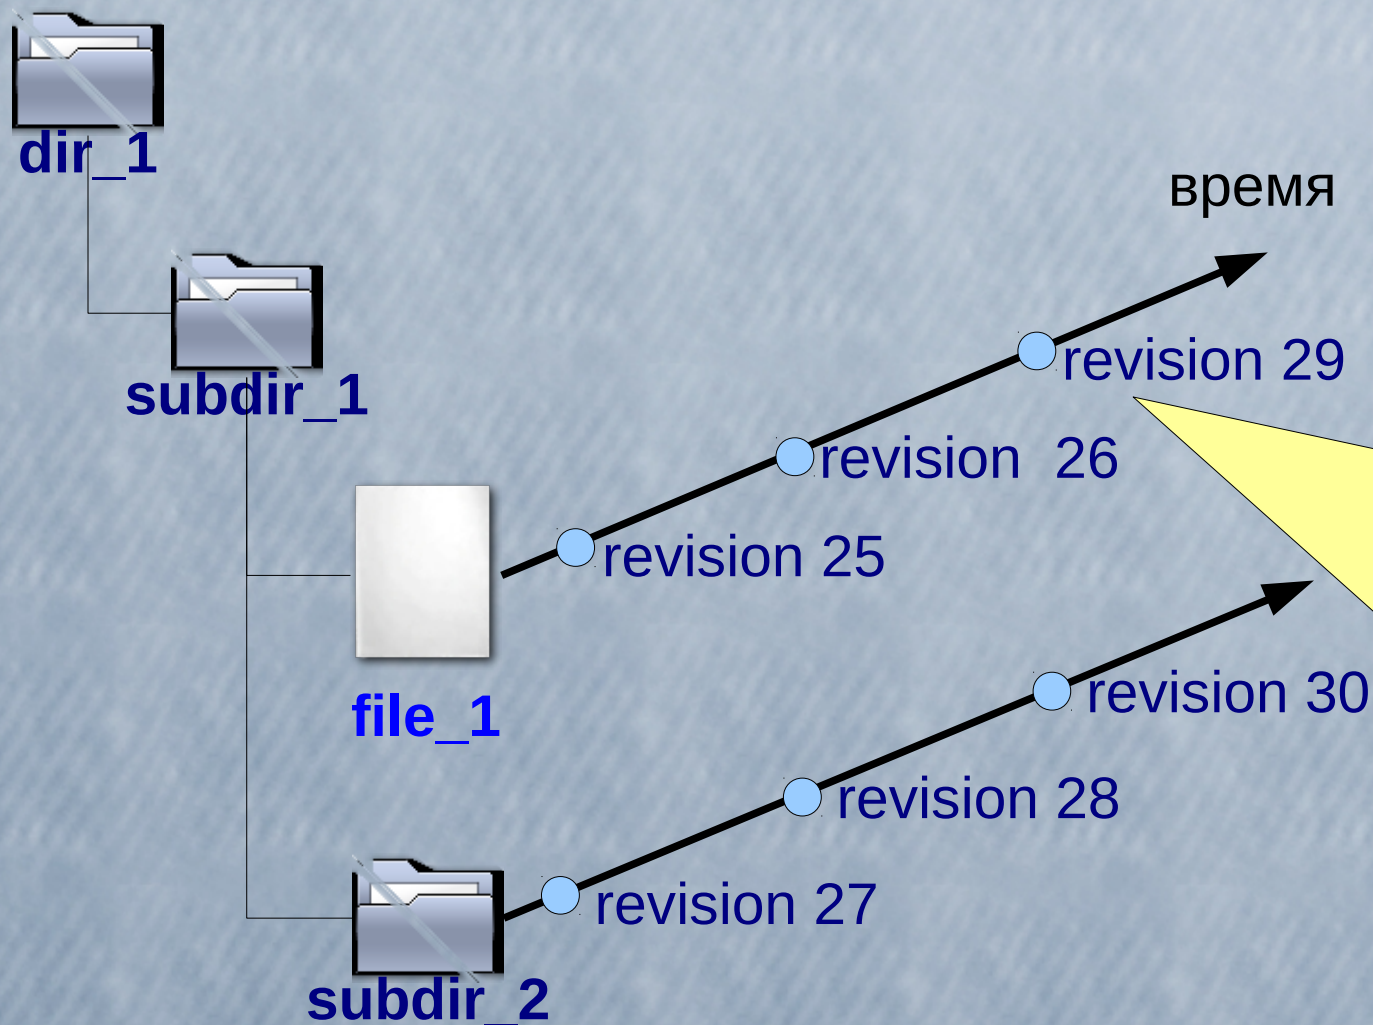 dir_1
время
revision 29
subdir_1
revision  26
revision 25
revision 30
file_1
revision 28
revision 27
subdir_2